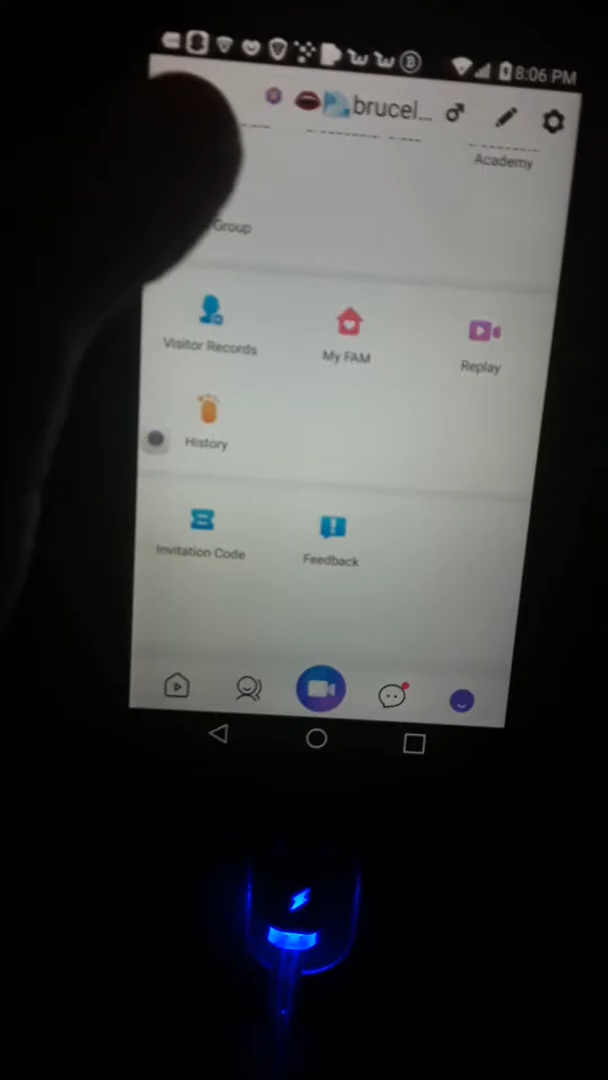 8:06 PM
brucel...
Academy
Group
Visitor Records
My FAM
Replay
History
Invitation Code
Feedback